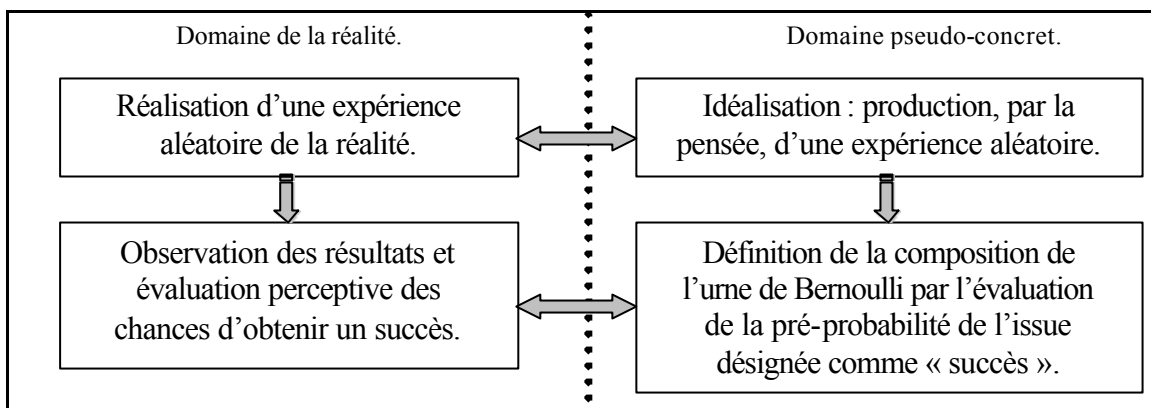 Domaine de la réalité.
Domaine pseudo-concret.
Réalisation d’une expérience
aléatoire de la réalité.
Idéalisation : production, par la
pensée, d’une expérience aléatoire.
Observation des résultats et
évaluation perceptive des
chances d’obtenir un succès.
Définition de la composition de
l’urne de Bernoulli par l’évaluation
de la pré-probabilité de l’issue
désignée comme « succès ».